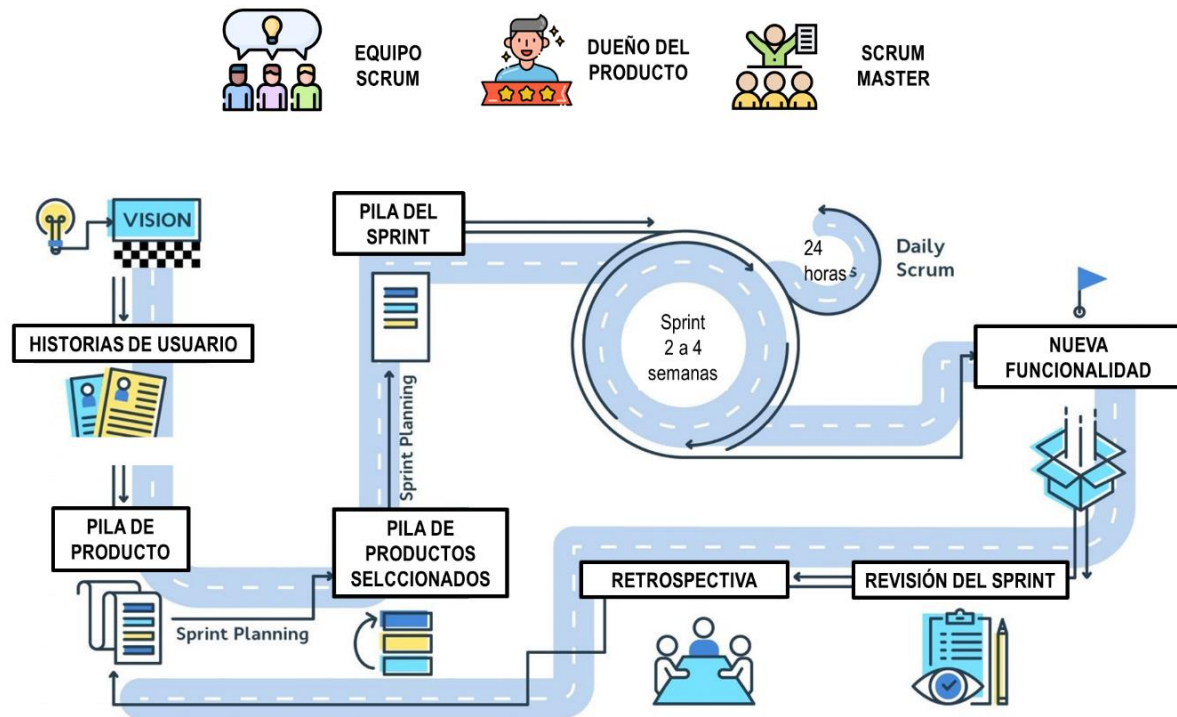 EQUIPO
SCRUM
DUEÑO DEL
PRODUCTO
SCRUM
MASTER
VISION
PILA DEL
SPRINT
24
horas s
Daily
Scrum
HISTORIAS DE USUARIO
Sprint
2 a 4
semanas
NUEVA
FUNCIONALIDAD
Sprint Planning
PILA DE
PRODUCTO
PILA DE
PRODUCTOS
SELCCIONADOS
Sprint Planning
RETROSPECTIVA
REVISIÓN DEL SPRINT